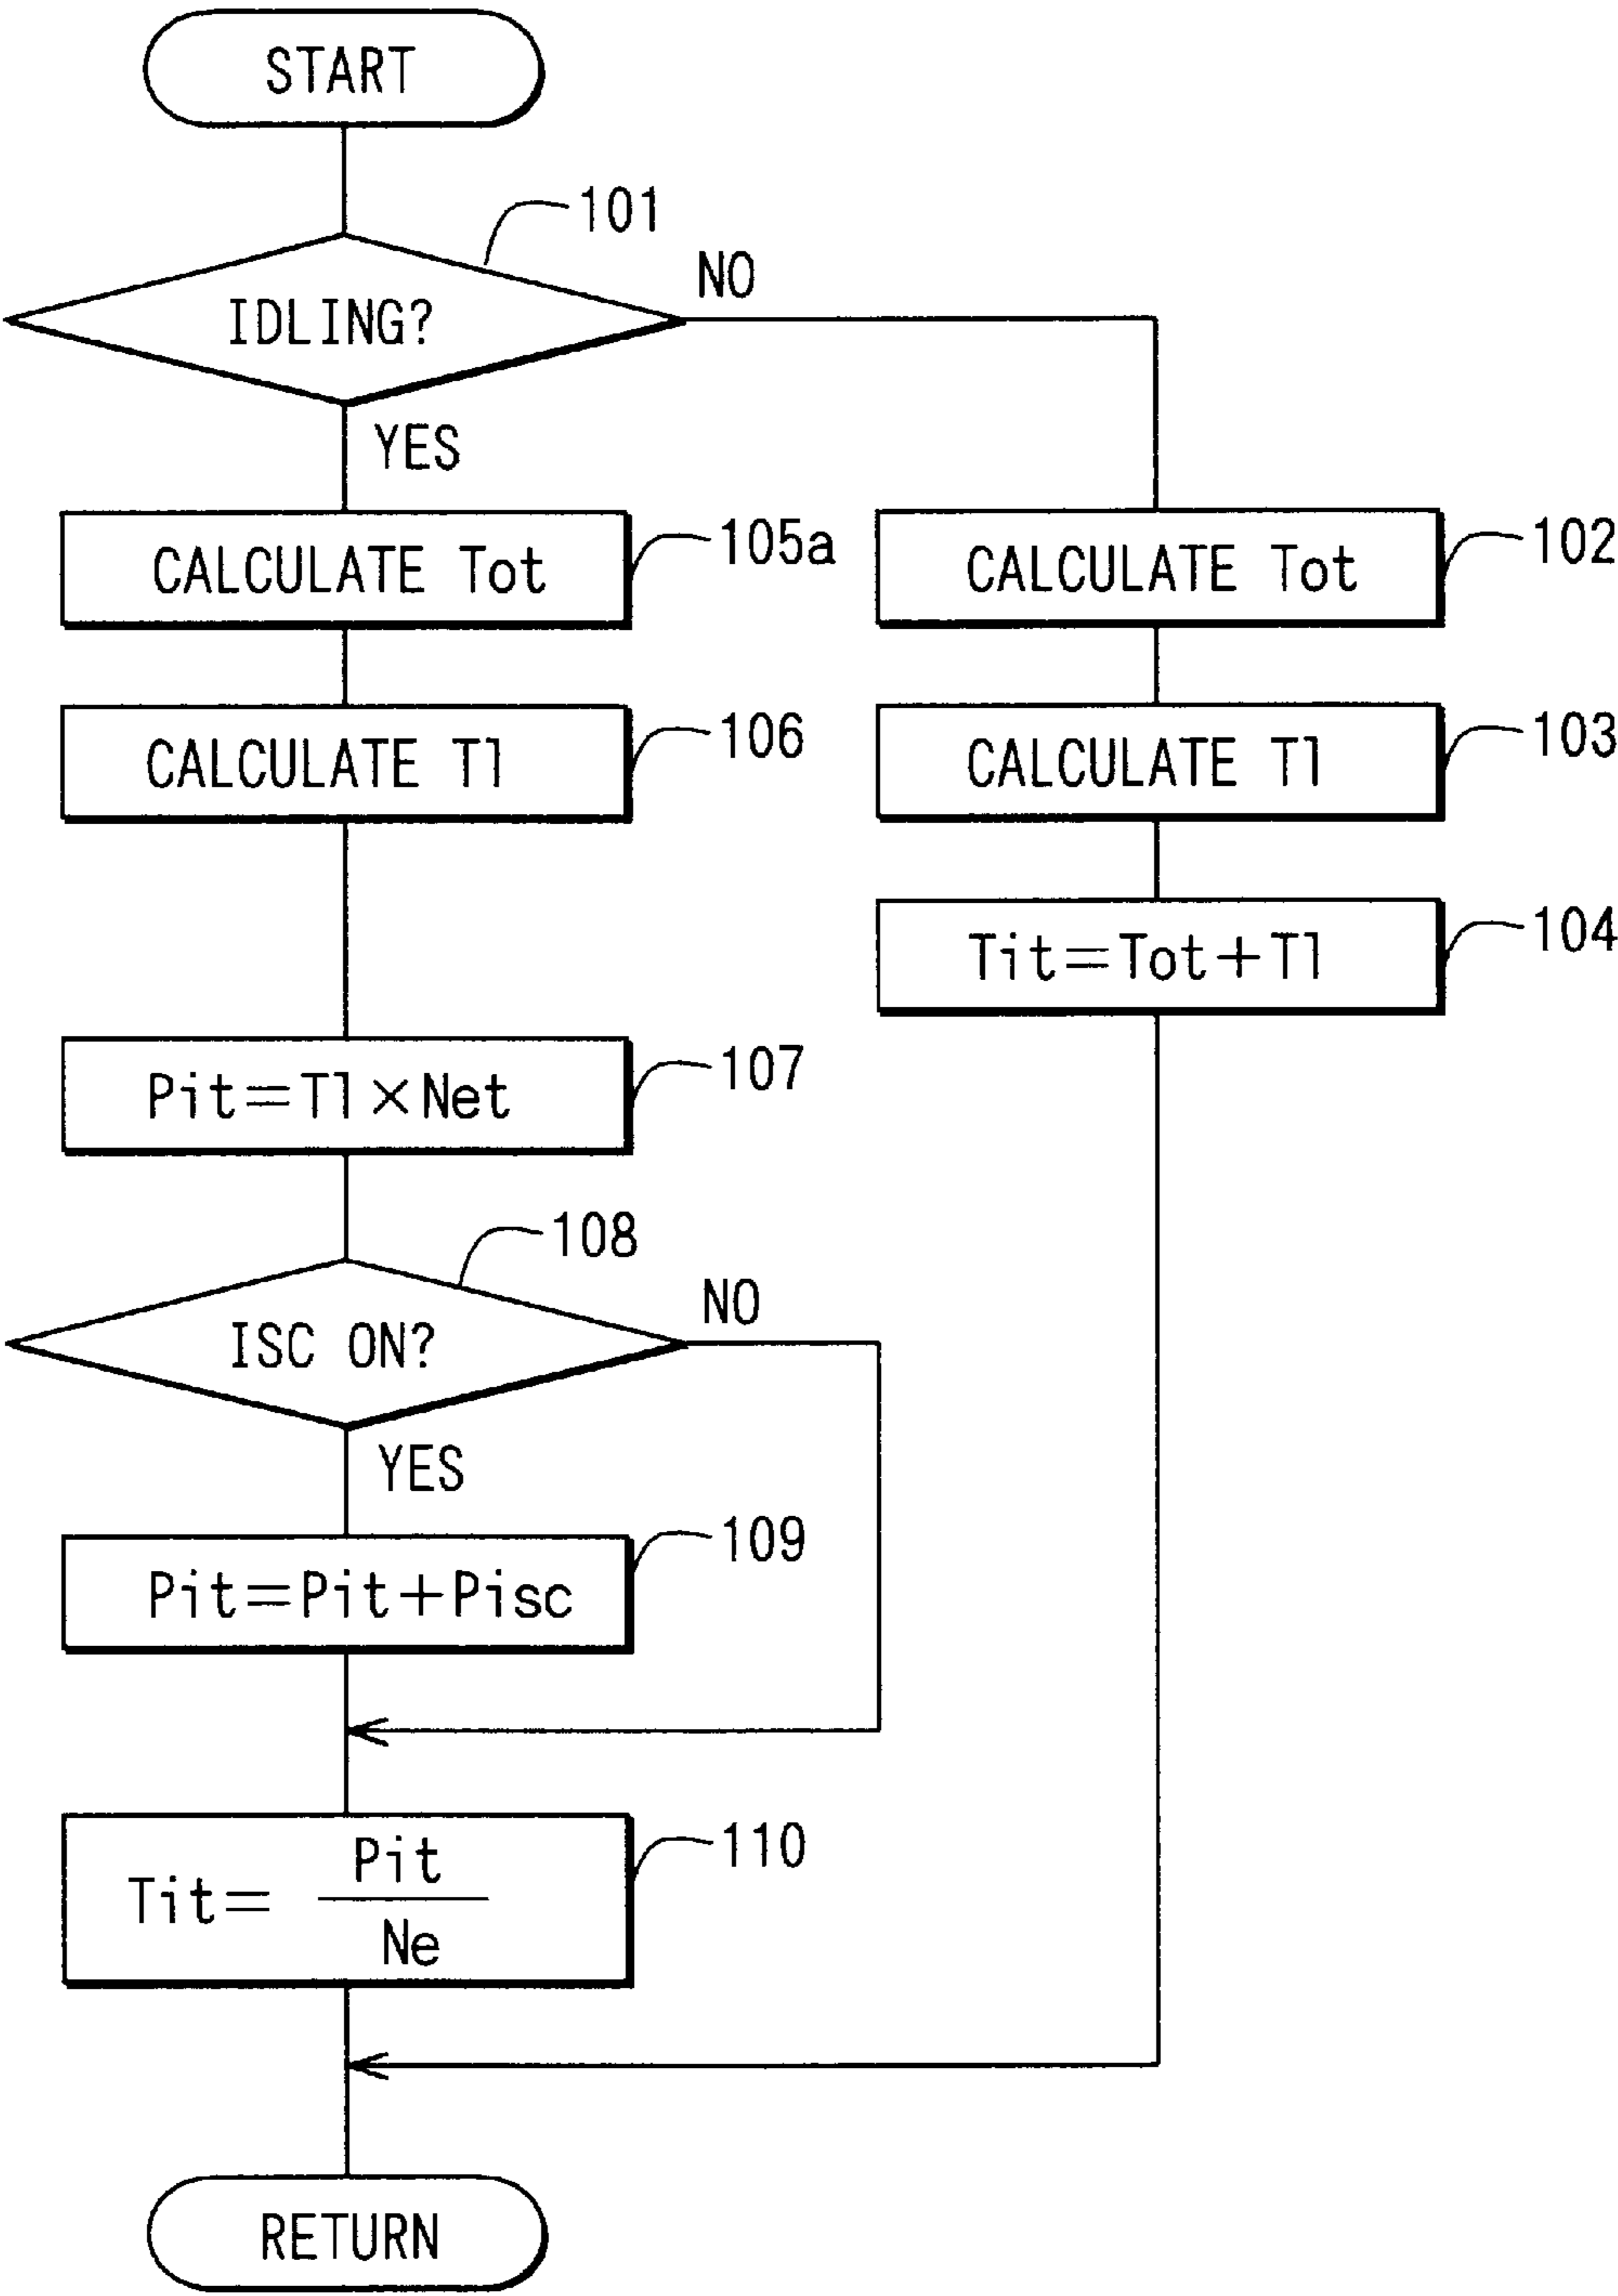 START
101
IDLING?
NO
YES
CALCULATE Tot
105a
CALCULATE Tot
102
CALCULATE Tl
106
CALCULATE Tl
103
Tit=Tot+Tl
104
Pit=Tl×Net
107
108
ISC ON?
NO
YES
109
Pit=Pit+Pisc
110
Tit= Pit
Ne
RETURN